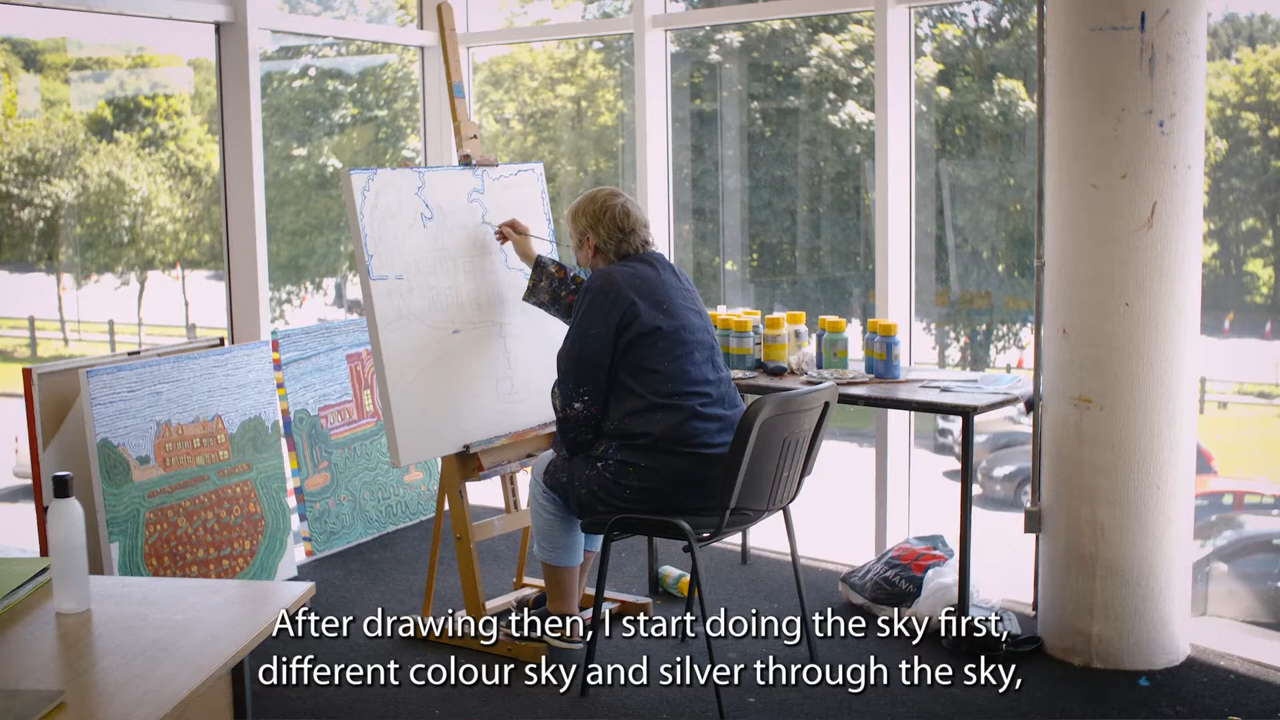 After drawing then, I start doing the sky first,
different colour sky and silver through the sky,